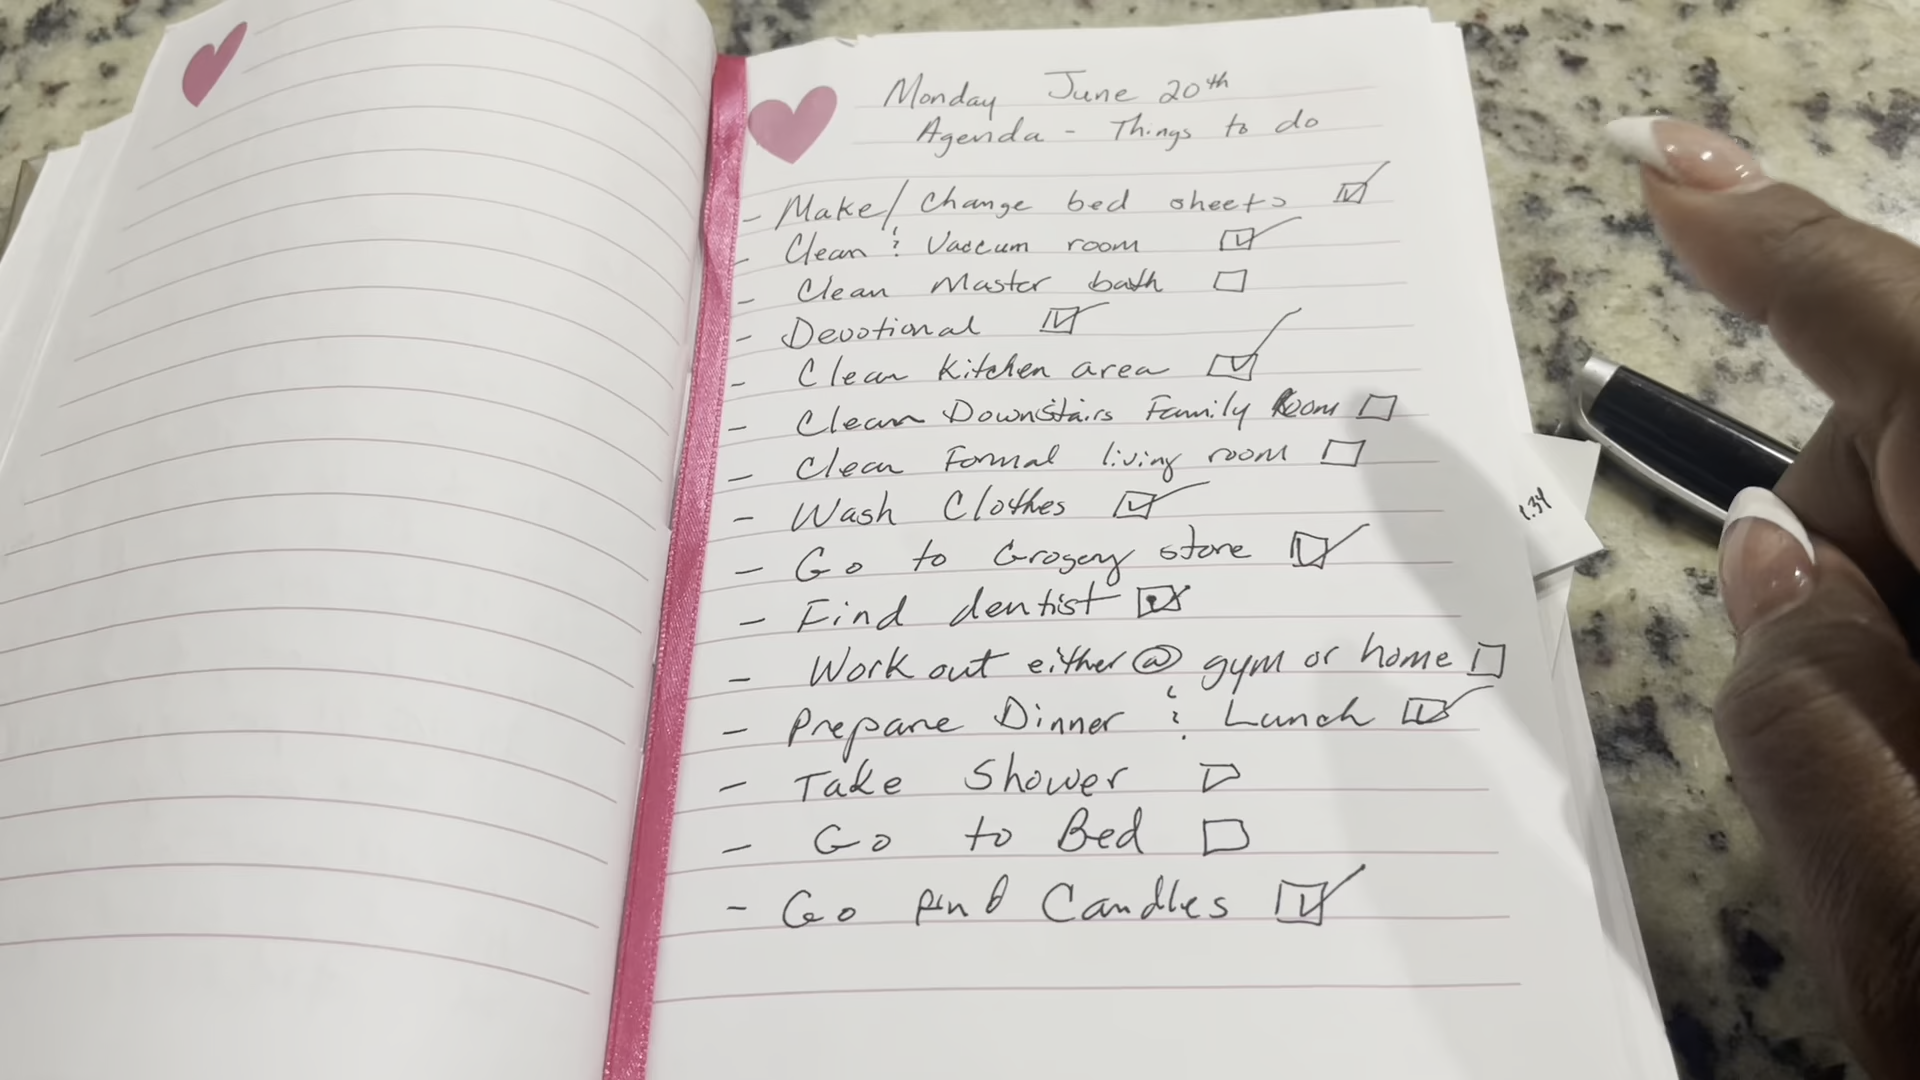 Monday June 20th
Agenda - Things to do
- Make/Change bed sheets ☑
- Clean & Vaccum room ☑
- Clean Master bath ☐
- Devotional ☑
- Clean Kitchen area ☑
- Clean Downstairs Family Room ☐
- Clean Formal living room ☐
- Wash Clothes ☑
- Go to Grogery store ☑
- Find dentist ☑
- Work out either @ gym or home ☐
- Prepare Dinner & Lunch ☑
- Take Shower ☐
- Go to Bed ☐
- Go find Candles ☑